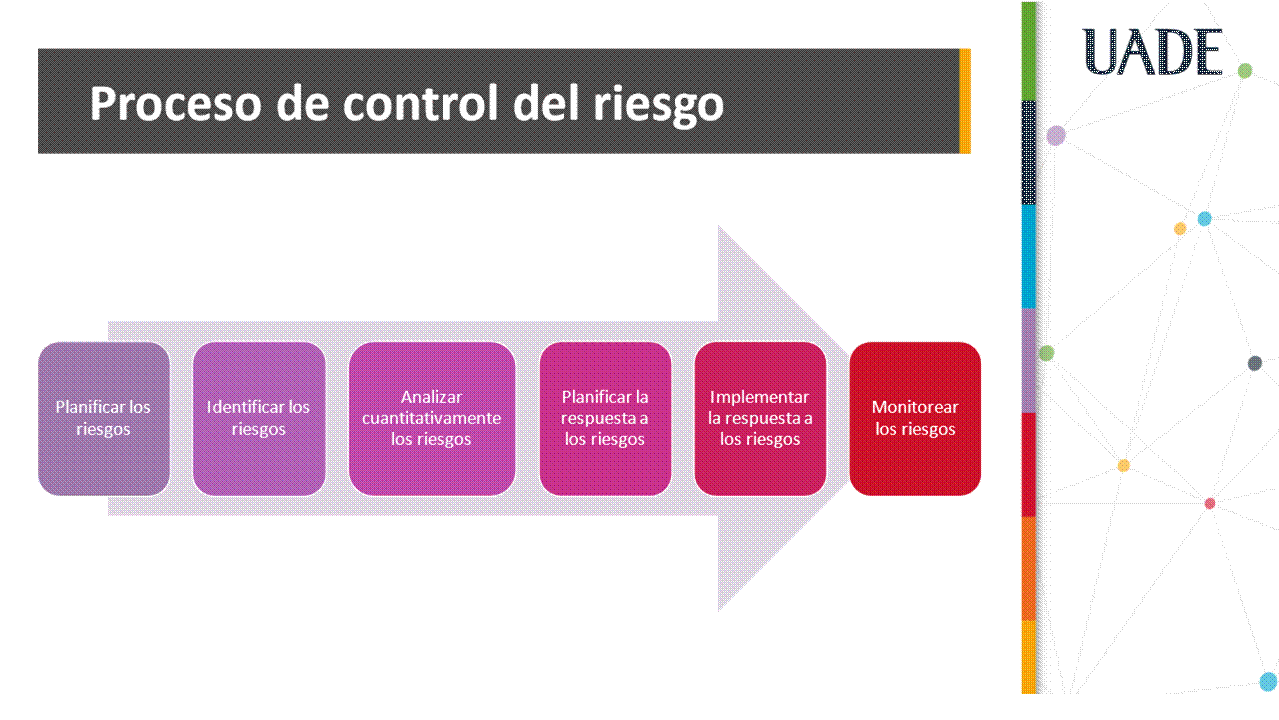 UADE
Proceso de control del riesgo
Planificar los
riesgos
Identificar los
riesgos
Analizar
cuantitativamente
los riesgos
Planificar la
respuesta a
los riesgos
Implementar
la respuesta a
los riesgos
Monitorear
los riesgos